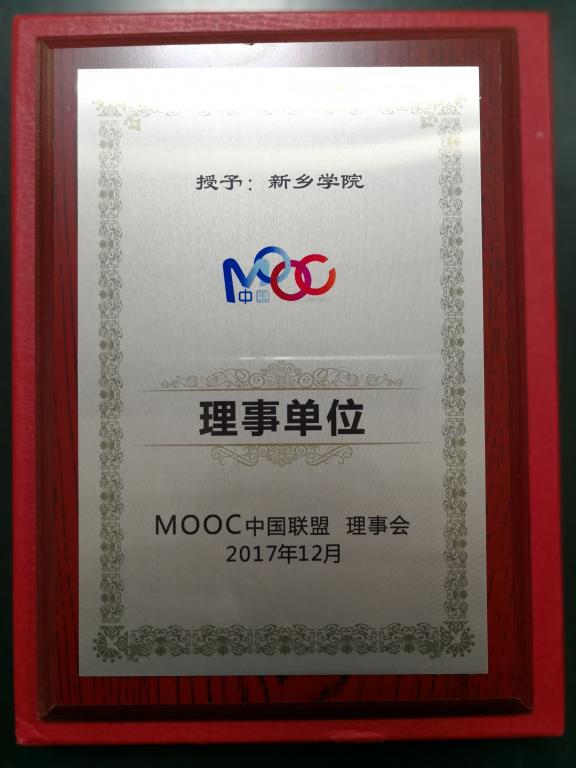 授予：新乡学院
MOOC
中国
理事单位
MOOC中国联盟 理事会
2017年12月